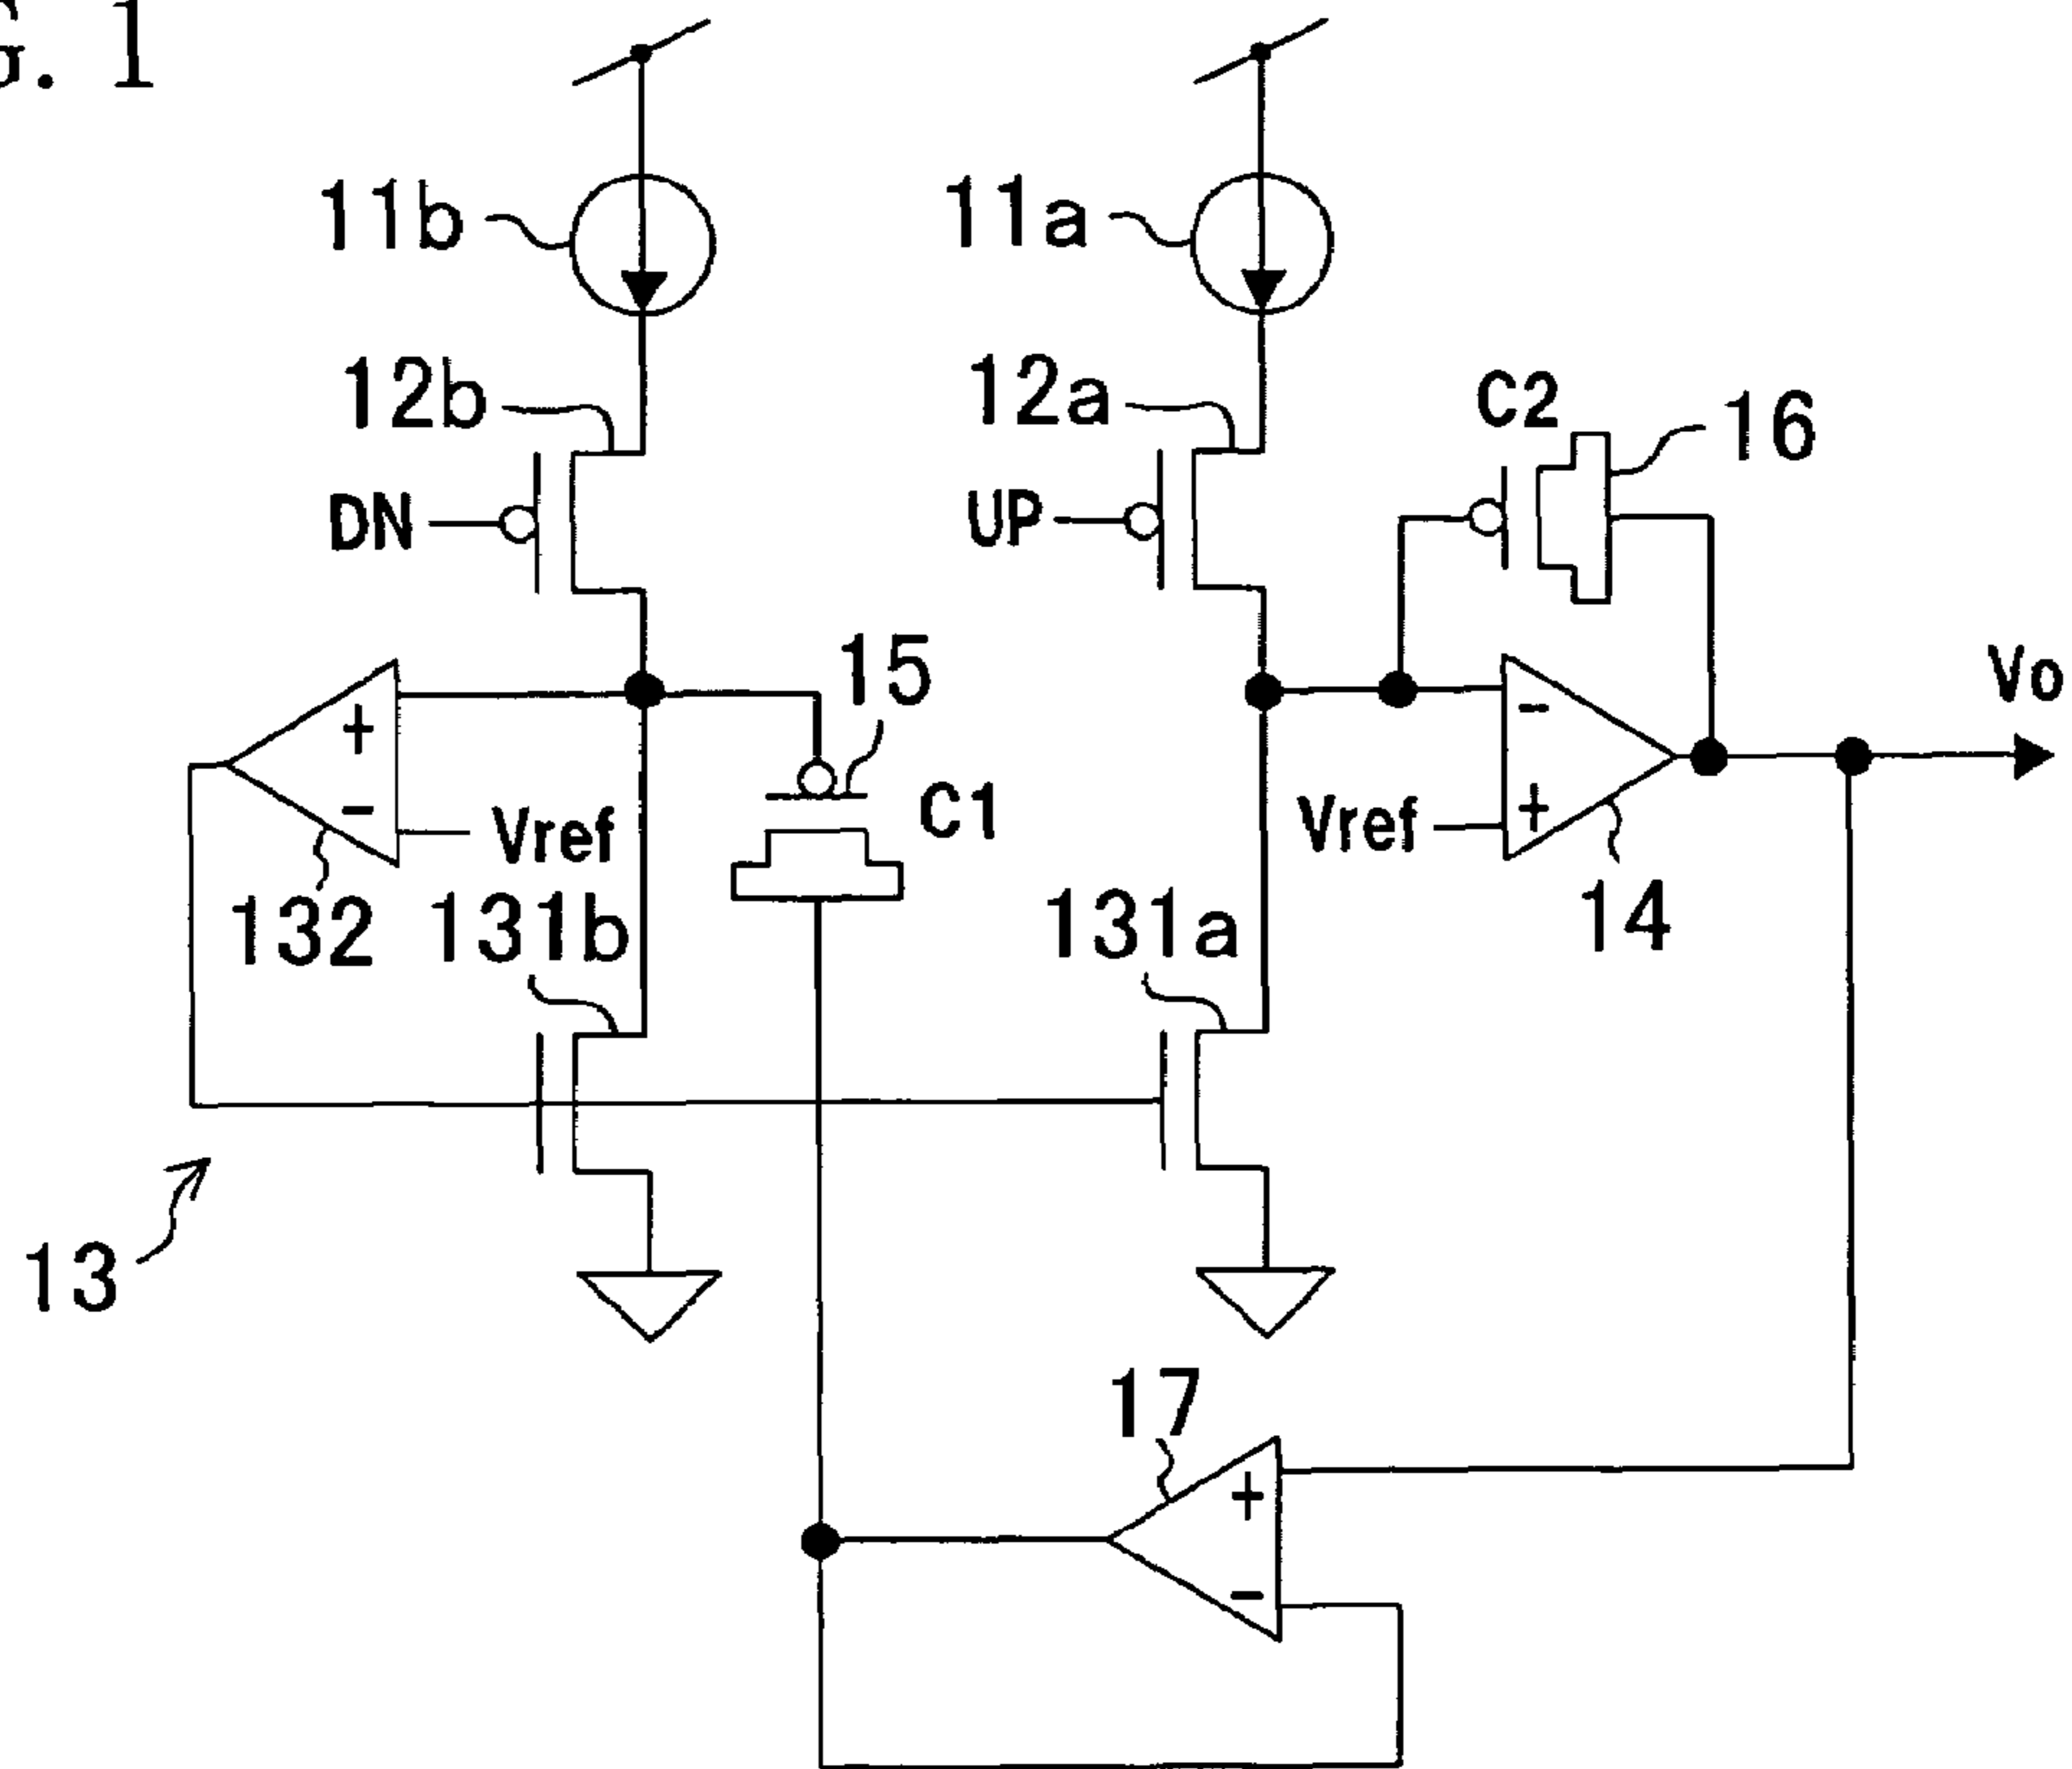 G. 1
11b
11a
12b
12a
C2
16
DN
UP
15
Vo
+
-
-
+
C1
Vref
Vref
132
131b
131a
14
13
17
+
-